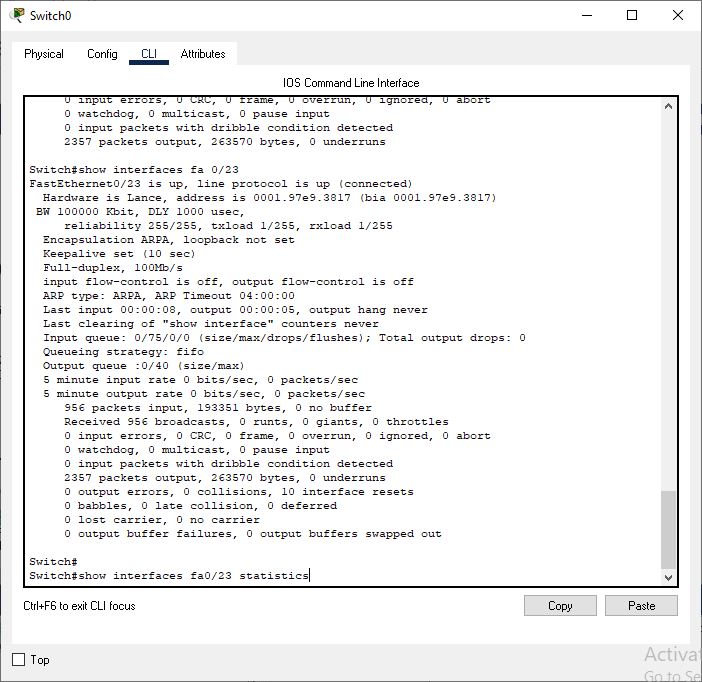 Switch0
Physical Config CLI Attributes
IOS Command Line Interface
0 input errors, 0 CRC, 0 frame, 0 overrun, 0 ignored, 0 abort
0 watchdog, 0 multicast, 0 pause input
0 input packets with dribble condition detected
2357 packets output, 263570 bytes, 0 underruns
Switch#show interfaces fa 0/23
FastEthernet0/23 is up, line protocol is up (connected)
Hardware is Lance, address is 0001.97e9.3817 (bia 0001.97e9.3817)
BW 100000 Kbit, DLY 1000 usec,
reliability 255/255, txload 1/255, rxload 1/255
Encapsulation ARPA, loopback not set
Keepalive set (10 sec)
Full-duplex, 100Mb/s
input flow-control is off, output flow-control is off
ARP type: ARPA, ARP Timeout 04:00:00
Last input 00:00:08, output 00:00:05, output hang never
Last clearing of "show interface" counters never
Input queue: 0/75/0/0 (size/max/drops/flushes); Total output drops: 0
Queueing strategy: fifo
Output queue :0/40 (size/max)
5 minute input rate 0 bits/sec, 0 packets/sec
5 minute output rate 0 bits/sec, 0 packets/sec
956 packets input, 193351 bytes, 0 no buffer
Received 956 broadcasts, 0 runts, 0 giants, 0 throttles
0 input errors, 0 CRC, 0 frame, 0 overrun, 0 ignored, 0 abort
0 watchdog, 0 multicast, 0 pause input
0 input packets with dribble condition detected
2357 packets output, 263570 bytes, 0 underruns
0 output errors, 0 collisions, 10 interface resets
0 babbles, 0 late collision, 0 deferred
0 lost carrier, 0 no carrier
0 output buffer failures, 0 output buffers swapped out
Switch#
Switch#show interfaces fa0/23 statistics
Ctrl+F6 to exit CLI focus
Copy Paste
Top
Activat
Go to Se